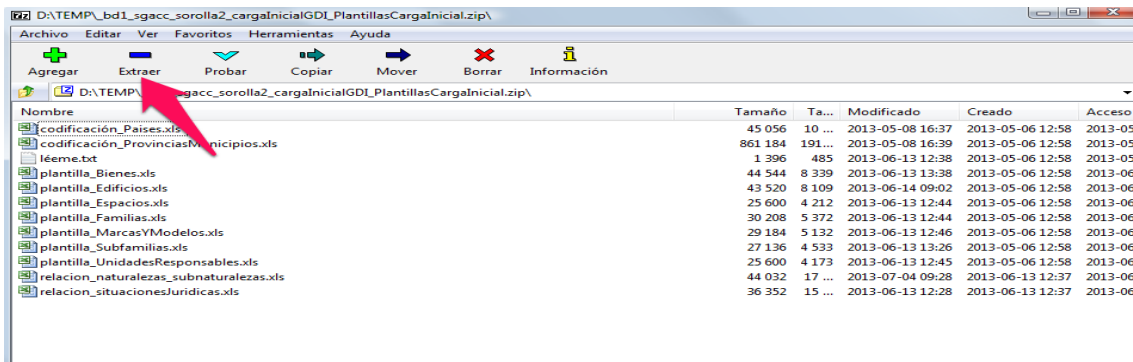 D:\TEMP\_bd1_sgacc_sorolla2_cargaInicialGDI_PlantillasCargaInicial.zip\
Archivo Editar Ver Favoritos Herramientas Ayuda
Agregar Extraer Probar Copiar Mover Borrar Información
D:\TEMP\ gacc_sorolla2_cargaInicialGDI_PlantillasCargaInicial.zip\
Nombre Tamaño Ta... Modificado Creado Acceso
codificación_Paises.xls 45 056 10 ... 2013-05-08 16:37 2013-05-06 12:58 2013-05
codificación_ProvinciasMunicipios.xls 861 184 191... 2013-05-08 16:39 2013-05-06 12:58 2013-05
léeme.txt 1 396 485 2013-06-13 12:38 2013-05-06 12:58 2013-06
plantilla_Bienes.xls 44 544 8 339 2013-06-13 13:38 2013-05-06 12:58 2013-06
plantilla_Edificios.xls 43 520 8 109 2013-06-14 09:02 2013-05-06 12:58 2013-06
plantilla_Espacios.xls 25 600 4 212 2013-06-13 12:44 2013-05-06 12:58 2013-06
plantilla_Familias.xls 30 208 5 372 2013-06-13 12:44 2013-05-06 12:58 2013-06
plantilla_MarcasYModelos.xls 29 184 5 132 2013-06-13 12:46 2013-05-06 12:58 2013-06
plantilla_Subfamilias.xls 27 136 4 533 2013-06-13 13:26 2013-05-06 12:58 2013-06
plantilla_UnidadesResponsables.xls 25 600 4 173 2013-06-13 12:45 2013-05-06 12:58 2013-06
relacion_naturalezas_subnaturalezas.xls 44 032 17 ... 2013-07-04 09:28 2013-06-13 12:37 2013-06
relacion_situacionesJuridicas.xls 36 352 15 ... 2013-06-13 12:28 2013-06-13 12:37 2013-06